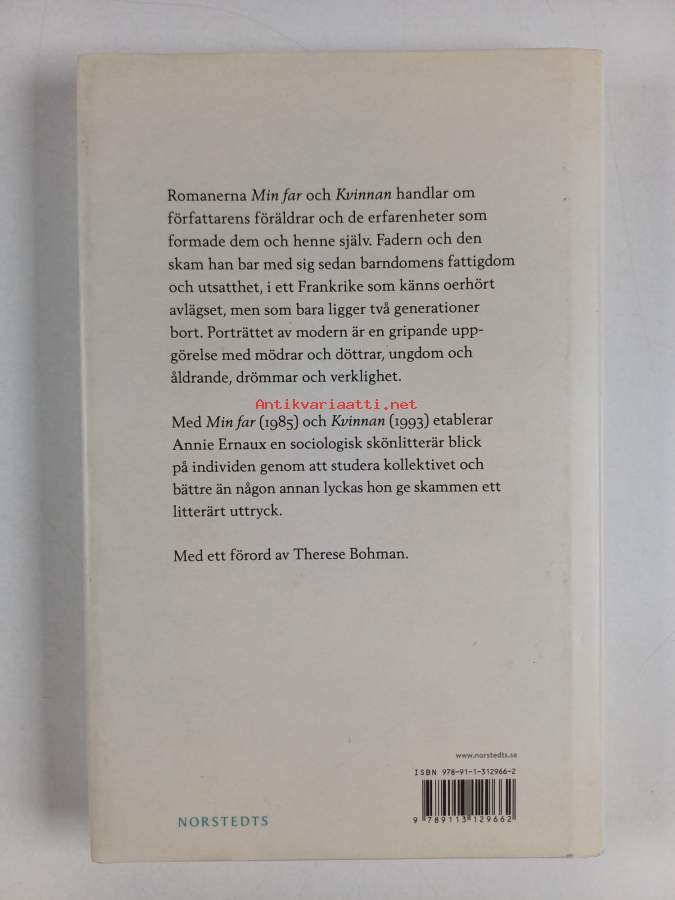 Romanerna Min far och Kvinnan handlar om
författarens föräldrar och de erfarenheter som
formade dem och henne själv. Fadern och den
skam han bar med sig sedan barndomens fattigdom
och utsatthet, i ett Frankrike som känns oerhört
avlägset, men som bara ligger två generationer
bort. Porträttet av modern är en gripande upp-
görelse med mödrar och döttrar, ungdom och
åldrande, drömmar och verklighet.
Antikvariaatti.net
Med Min far (1985) och Kvinnan (1993) etablerar
Annie Ernaux en sociologisk skönlitterär blick
på individen genom att studera kollektivet och
bättre än någon annan lyckas hon ge skammen ett
litterärt uttryck.
Med ett förord av Therese Bohman.
www.norstedts.se
ISBN 978-91-1-312966-2
9 789113 129662
NORSTEDTS